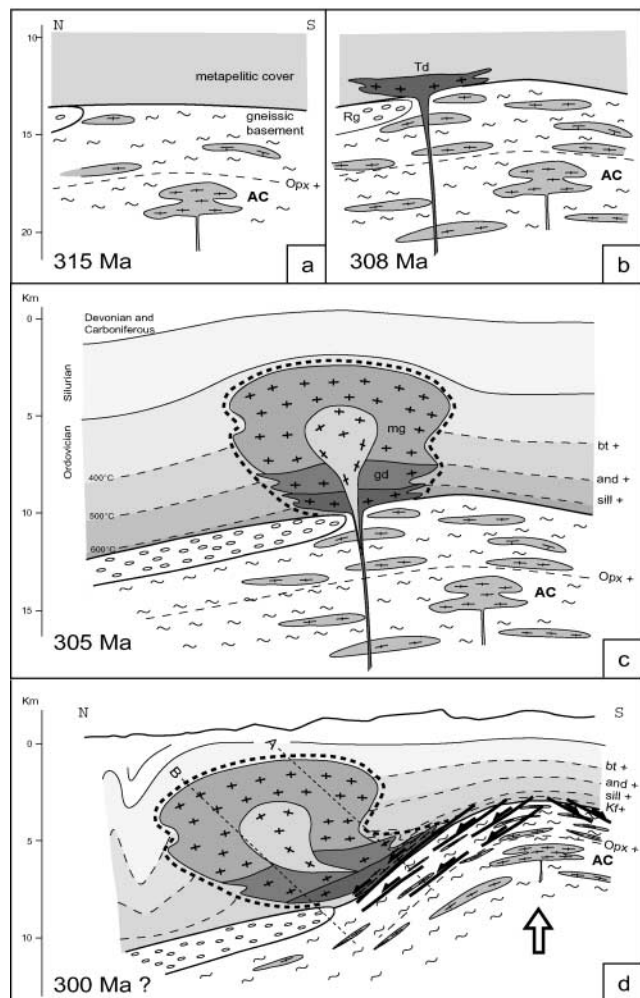 N S
10
metapelitic cover
gneissic
basement
15
Opx +
AC
20
315 Ma
a
Td
Rg
Opx +
AC
308 Ma
b
Km
0
Devonian and
Carboniferous
Silurian
Ordovician
5
mg
bt +
400°C
gd
and +
500°C
sill +
10
600°C
Opx +
AC
15
305 Ma
c
Km
N S
0
A
B
bt +
and +
sill +
Kf+
5
Opx +
AC
10
300 Ma ?
d